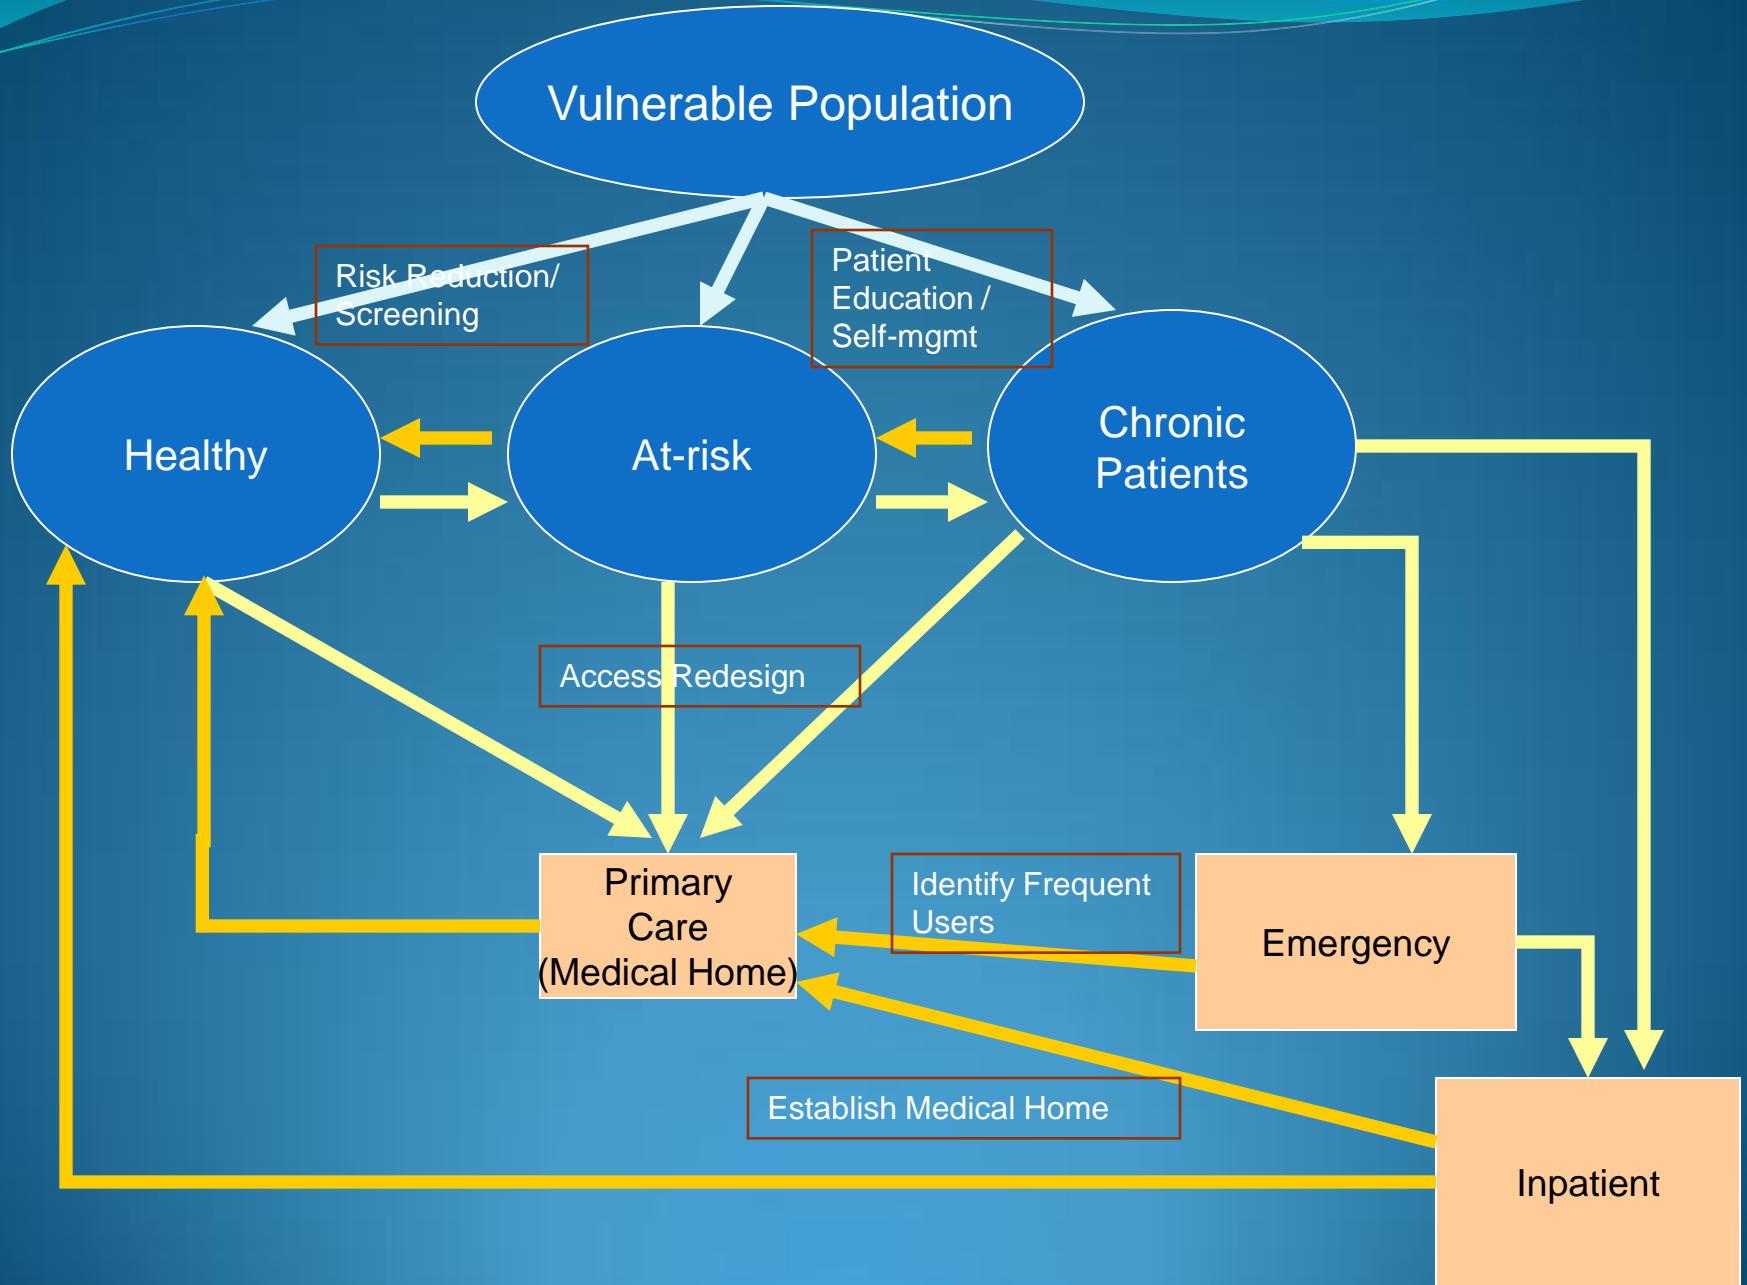 Vulnerable Population
Risk Reduction/
Screening
Patient
Education /
Self-mgmt
Healthy
At-risk
Chronic
Patients
Access Redesign
Primary
Care
(Medical Home)
Identify Frequent
Users
Emergency
Establish Medical Home
Inpatient